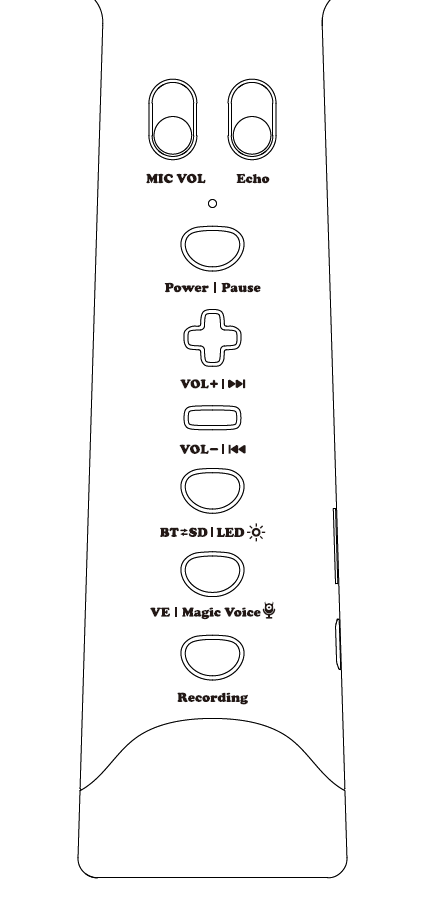 MIC VOL Echo
Power | Pause
VOL+ | ▶▶|
VOL− | |◀◀
BT⇄SD | LED
VE | Magic Voice
Recording